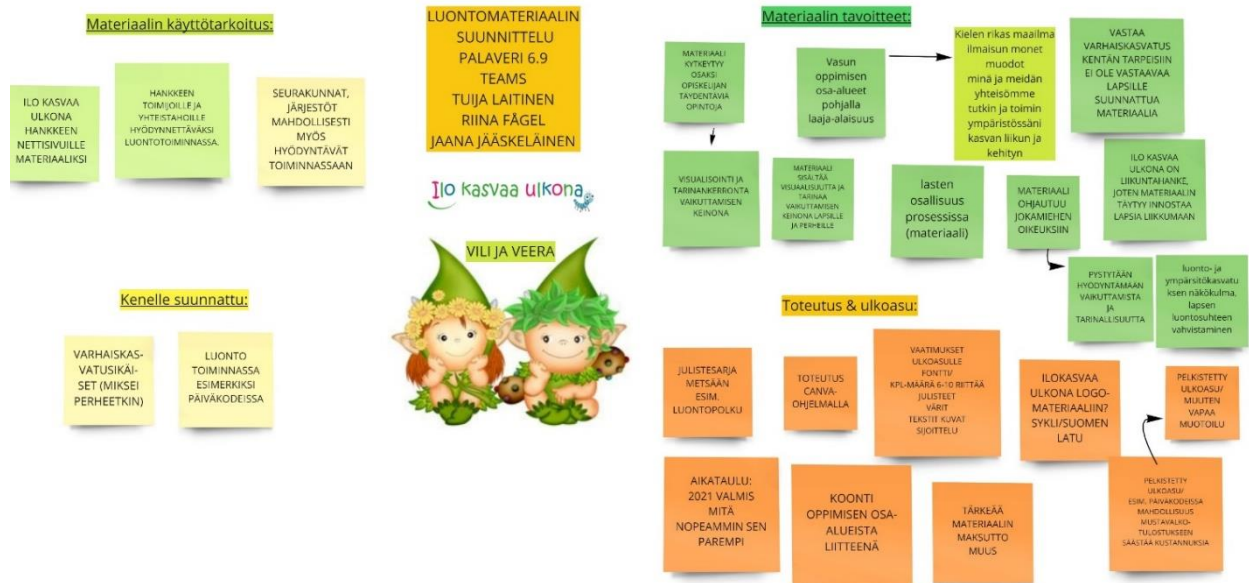 Materiaalin käyttötarkoitus:
ILO KASVAA
ULKONA
HANKKEEN
NETTISIVUILLE
MATERIAALIKSI
HANKKEEN
TOIMIJOILLE JA
YHTEISTAHOILLE
HYÖDYNNETTÄVÄKSI
LUONTOTOIMINNASSA.
SEURAKUNNAT,
JÄRJESTÖT
MAHDOLLISESTI
MYÖS
HYÖDYNTÄVÄT
TOIMINNASSAAN
Kenelle suunnattu:
VARHAISKAS-
VATUSIKÄI-
SET (MIKSEI
PERHEETKIN)
LUONTO
TOIMINNASSA
ESIMERKIKSI
PÄIVÄKODEISSA
LUONTOMATERIAALIN
SUUNNITTELU
PALAVERI 6.9
TEAMS
TUIJA LAITINEN
RIINA FÅGEL
JAANA JÄÄSKELÄINEN
Ilo kasvaa ulkona
VILI JA VEERA
Materiaalin tavoitteet:
MATERIAALI
KYTKEYTYY
OSAKSI
OPISKELIJAN
TÄYDENTÄVIÄ
OPINTOJA
Vasun
oppimisen
osa-alueet
pohjalla
laaja-alaisuus
Kielen rikas maailma
ilmaisun monet
muodot
minä ja meidän
yhteisömme
tutkin ja toimin
ympäristössäni
kasvan liikun ja
kehityn
VASTAA
VARHAISKASVATUS
KENTÄN TARPEISIIN
EI OLE VASTAAVAA
LAPSILLE
SUUNNATTUA
MATERIAALIA
VISUALISOINTI JA
TARINANKERRONTA
VAIKUTTAMISEN
KEINONA
MATERIAALI
SISÄLTÄÄ
VISUAALISUUTTA JA
TARINAA
VAIKUTTAMISEN
KEINONA LAPSILLE
JA PERHEILLE
lasten
osallisuus
prosessissa
(materiaali)
MATERIAALI
OHJAUTUU
JOKAMIEHEN
OIKEUKSIIN
ILO KASVAA
ULKONA ON
LIIKUNTAHANKE,
JOTEN MATERIAALIN
TÄYTYY INNOSTAA
LAPSIA LIIKKUMAAN
PYSTYTÄÄN
HYÖDYNTÄMÄÄN
VAIKUTTAMISTA
JA
TARINALLISUUTTA
luonto- ja
ympärsitökasvatu
ksen näkökulma,
lapsen
luontosuhteen
vahvistaminen
Toteutus & ulkoasu:
JULISTESARJA
METSÄÄN
ESIM.
LUONTOPOLKU
TOTEUTUS
CANVA-
OHJELMALLA
VAATIMUKSET
ULKOASULLE
FONTTI/
KPL-MÄÄRÄ 6-10 RIITTÄÄ
JULISTEET
VÄRIT
TEKSTIT KUVAT
SIJOITTELU
ILOKASVAA
ULKONA LOGO-
MATERIAALIIN?
SYKLI/SUOMEN
LATU
PELKISTETTY
ULKOASU/
MUUTEN
VAPAA
MUOTOILU
AIKATAULU:
2021 VALMIS
MITÄ
NOPEAMMIN SEN
PAREMPI
KOONTI
OPPIMISEN OSA-
ALUEISTA
LIITTEENÄ
TÄRKEÄÄ
MATERIAALIN
MAKSUTTO
MUUS
PELKISTETTY
ULKOASU/
ESIM. PÄIVÄKODEISSA
MAHDOLLISUUS
MUSTAVALKO-
TULOSTUKSEEN
SÄÄSTÄÄ KUSTANNUKSIA